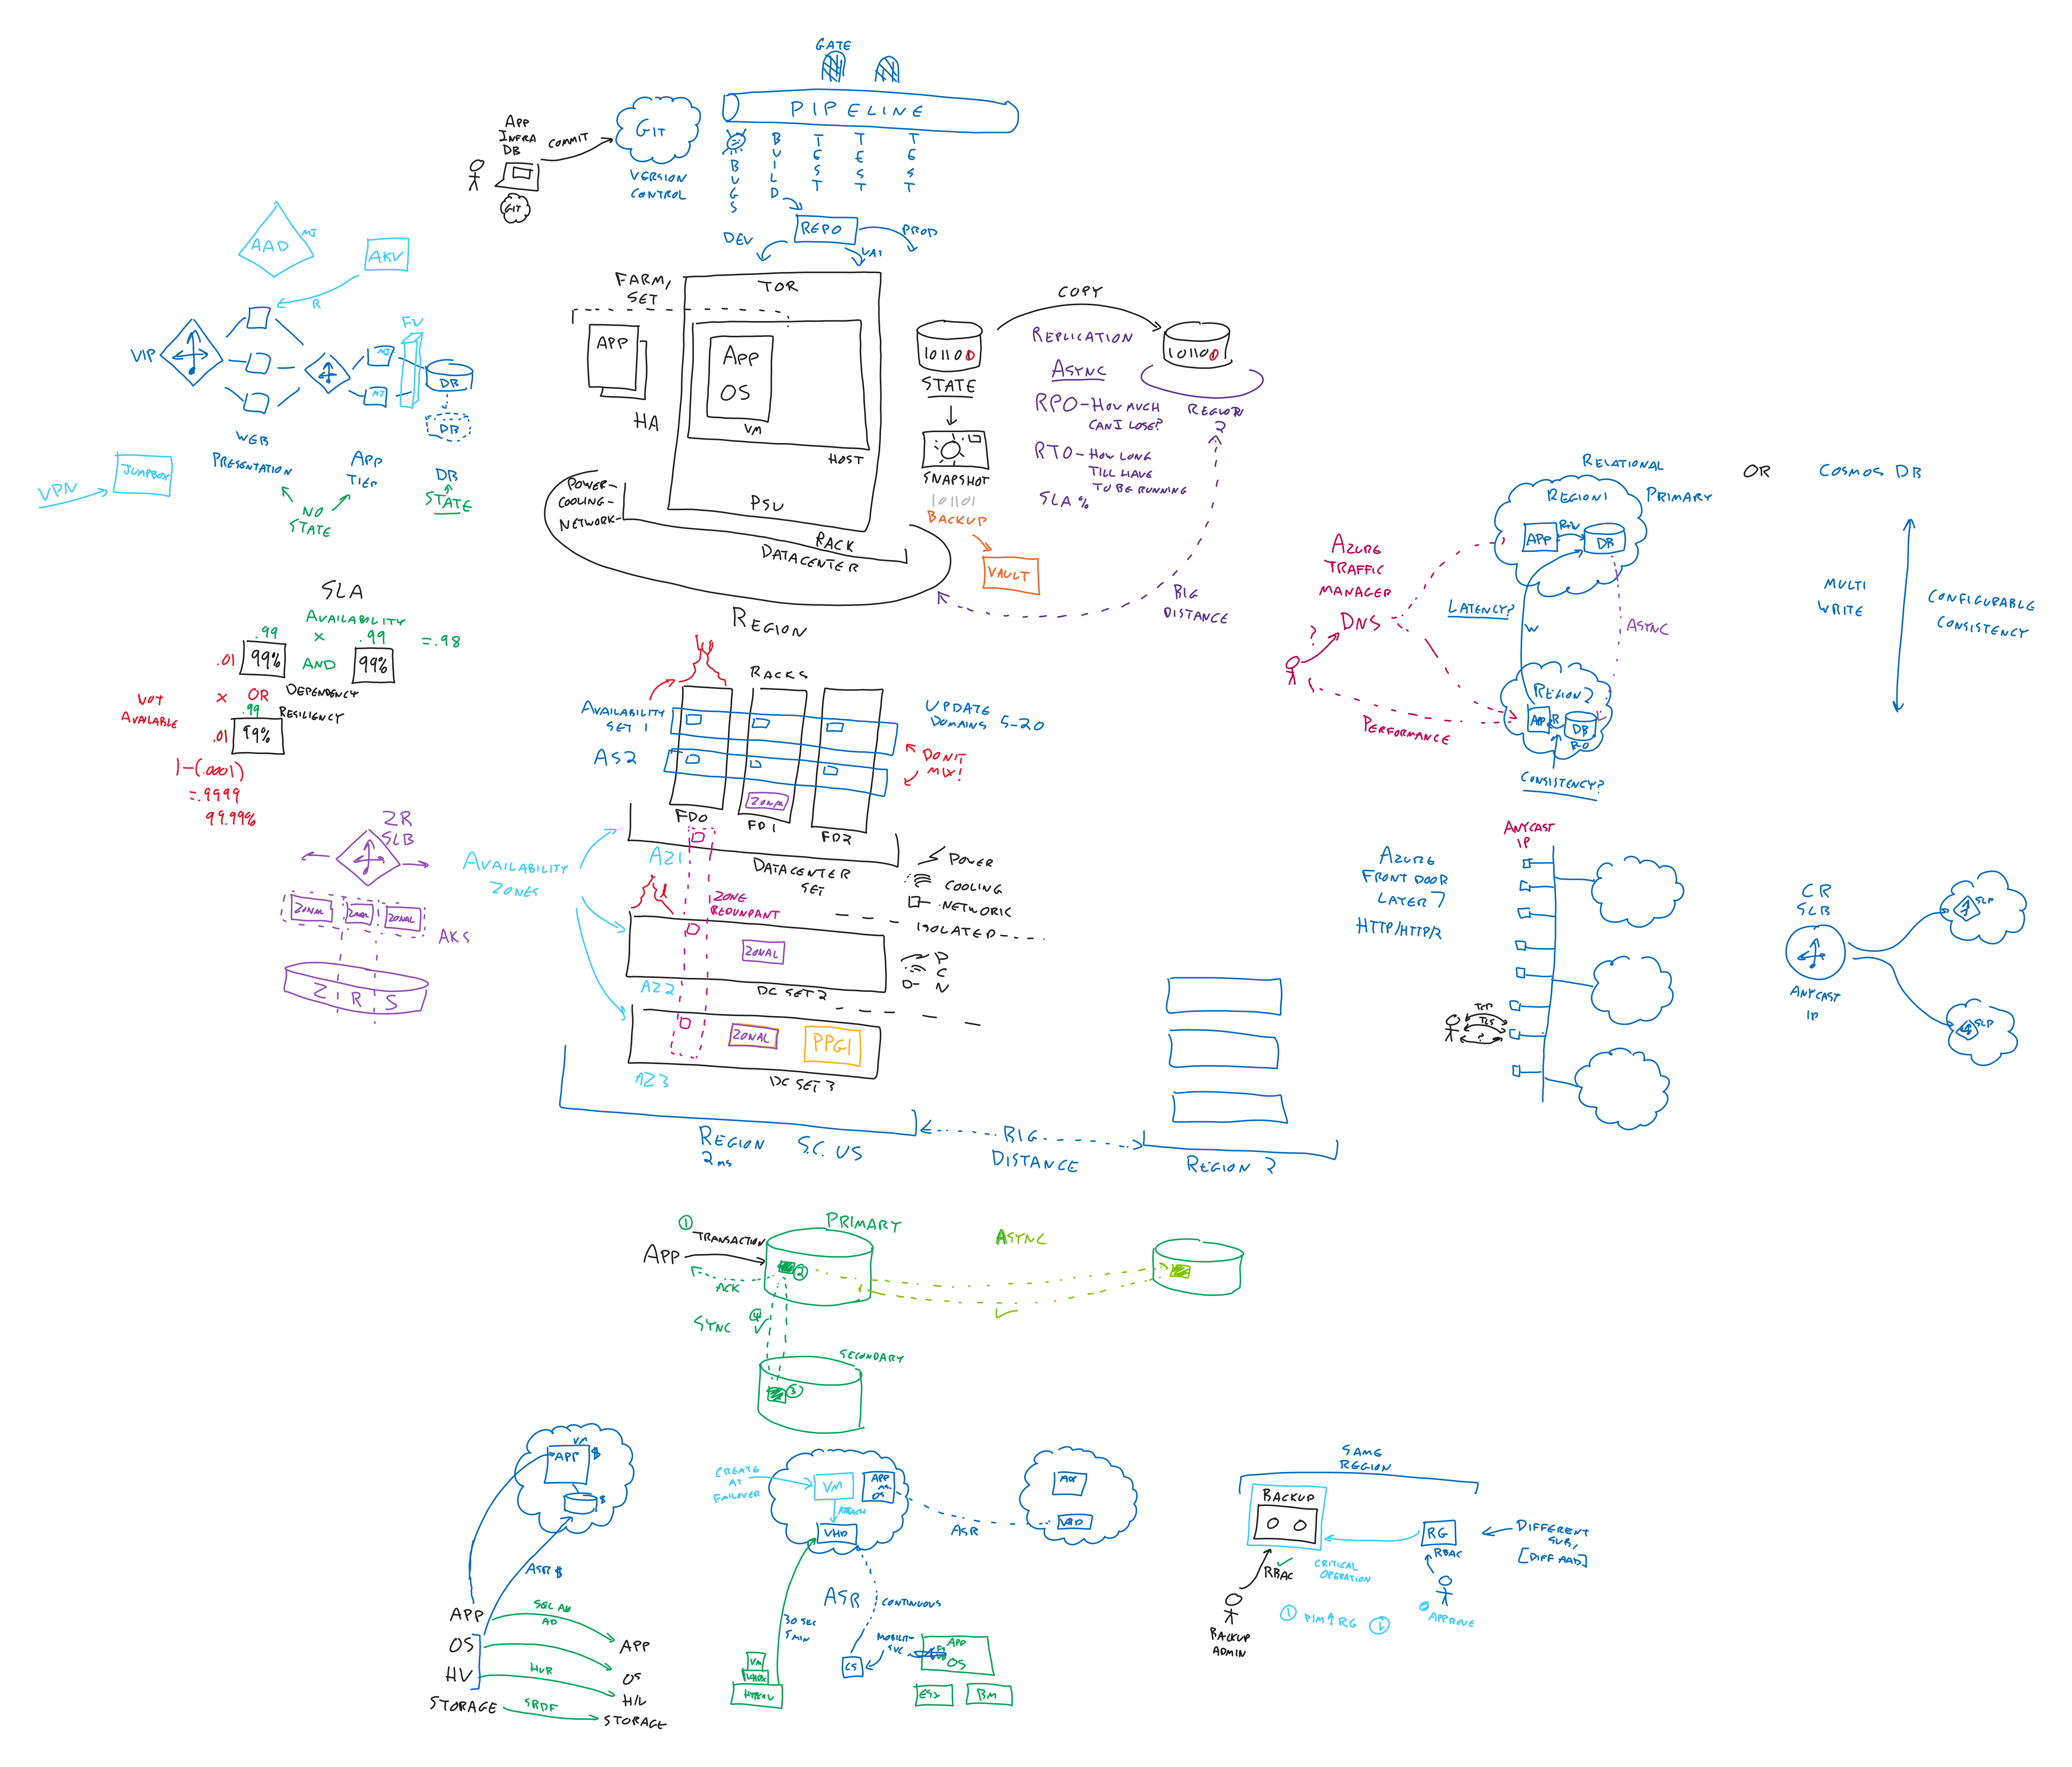 GATE
PIPELINE
BUGS
BUILD
TEST
TEST
TEST
APP
INFRA
DB
COMMIT
GIT
GIT
VERSION
CONTROL
REPO
DEV
UAT
PROD
AAD
MI
AKV
R
VIP
FW
MI
MI
DB
DB
WEB
PRESENTATION
APP
TIER
DB
STATE
NO
STATE
VPN
JUMPBOX
FARM,
SET
APP
HA
TOR
APP
OS
VM
HOST
PSU
RACK
POWER-
COOLING-
NETWORK-
DATACENTER
REGION
COPY
101100
STATE
SNAPSHOT
101101
BACKUP
VAULT
REPLICATION
ASYNC
RPO-HOW MUCH
CAN I LOSE?
RTO-HOW LONG
TILL HAVE
TO BE RUNNING
SLA %
101100
REGION
2
BIG
DISTANCE
SLA
AVAILABILITY
.99 x .99 =.98
.01 99% AND 99%
DEPENDENCY
NOT
AVAILABLE
x OR
.99 RESILIENCY
.01 99%
1-(.0001)
=.9999
99.99%
RACKS
AVAILABILITY
SET 1
AS2
UPDATE
DOMAINS 5-20
DON'T
MIX!
ZONAL
FD0
FD1
FD2
AZ1
DATACENTER
SET
POWER
COOLING
NETWORK
ISOLATED
AVAILABILITY
ZONES
ZONE
REDUNDANT
ZONAL
AZ2
DC SET 2
P
C
N
ZONAL
PPG1
AZ3
DC SET 3
REGION S.C. US
2ms
BIG
DISTANCE
REGION 2
ZR
SLB
ZONAL
ZONAL
ZONAL
AKS
ZRS
RELATIONAL
OR
COSMOS DB
REGION 1
PRIMARY
APP
R/W
DB
AZURE
TRAFFIC
MANAGER
DNS
?
LATENCY?
W
ASYNC
REGION 2
APP
R
DB
RO
PERFORMANCE
CONSISTENCY?
MULTI
WRITE
CONFIGURABLE
CONSISTENCY
ANYCAST
IP
AZURE
FRONT DOOR
LAYER 7
TCP
TLS
?
CR
SLB
ANYCAST
IP
SLB
SLB
PRIMARY
1
TRANSACTION
APP
2
ACK
SYNC
4
ASYNC
SECONDARY
3
VM
APP $
$
ASR $
APP
OS
HV
STORAGE
SQL AO
AD
HVR
SRDF
APP
OS
HV
STORAGE
CREATE
AT
FAILOVER
VM
ATTACH
VHD
APP
OS
ASR
VHD
ASR
CONTINUOUS
30 SEC
5 MIN
CS
MOBILITY
SVC
APP
OS
ESX
BM
VM
VHDX
HYPERV
SAME
REGION
BACKUP
RBAC
BACKUP
ADMIN
CRITICAL
OPERATION
RG
RBAC
DIFFERENT
SUB,
[DIFF AAD]
APPROVE
1 PIM↑RG